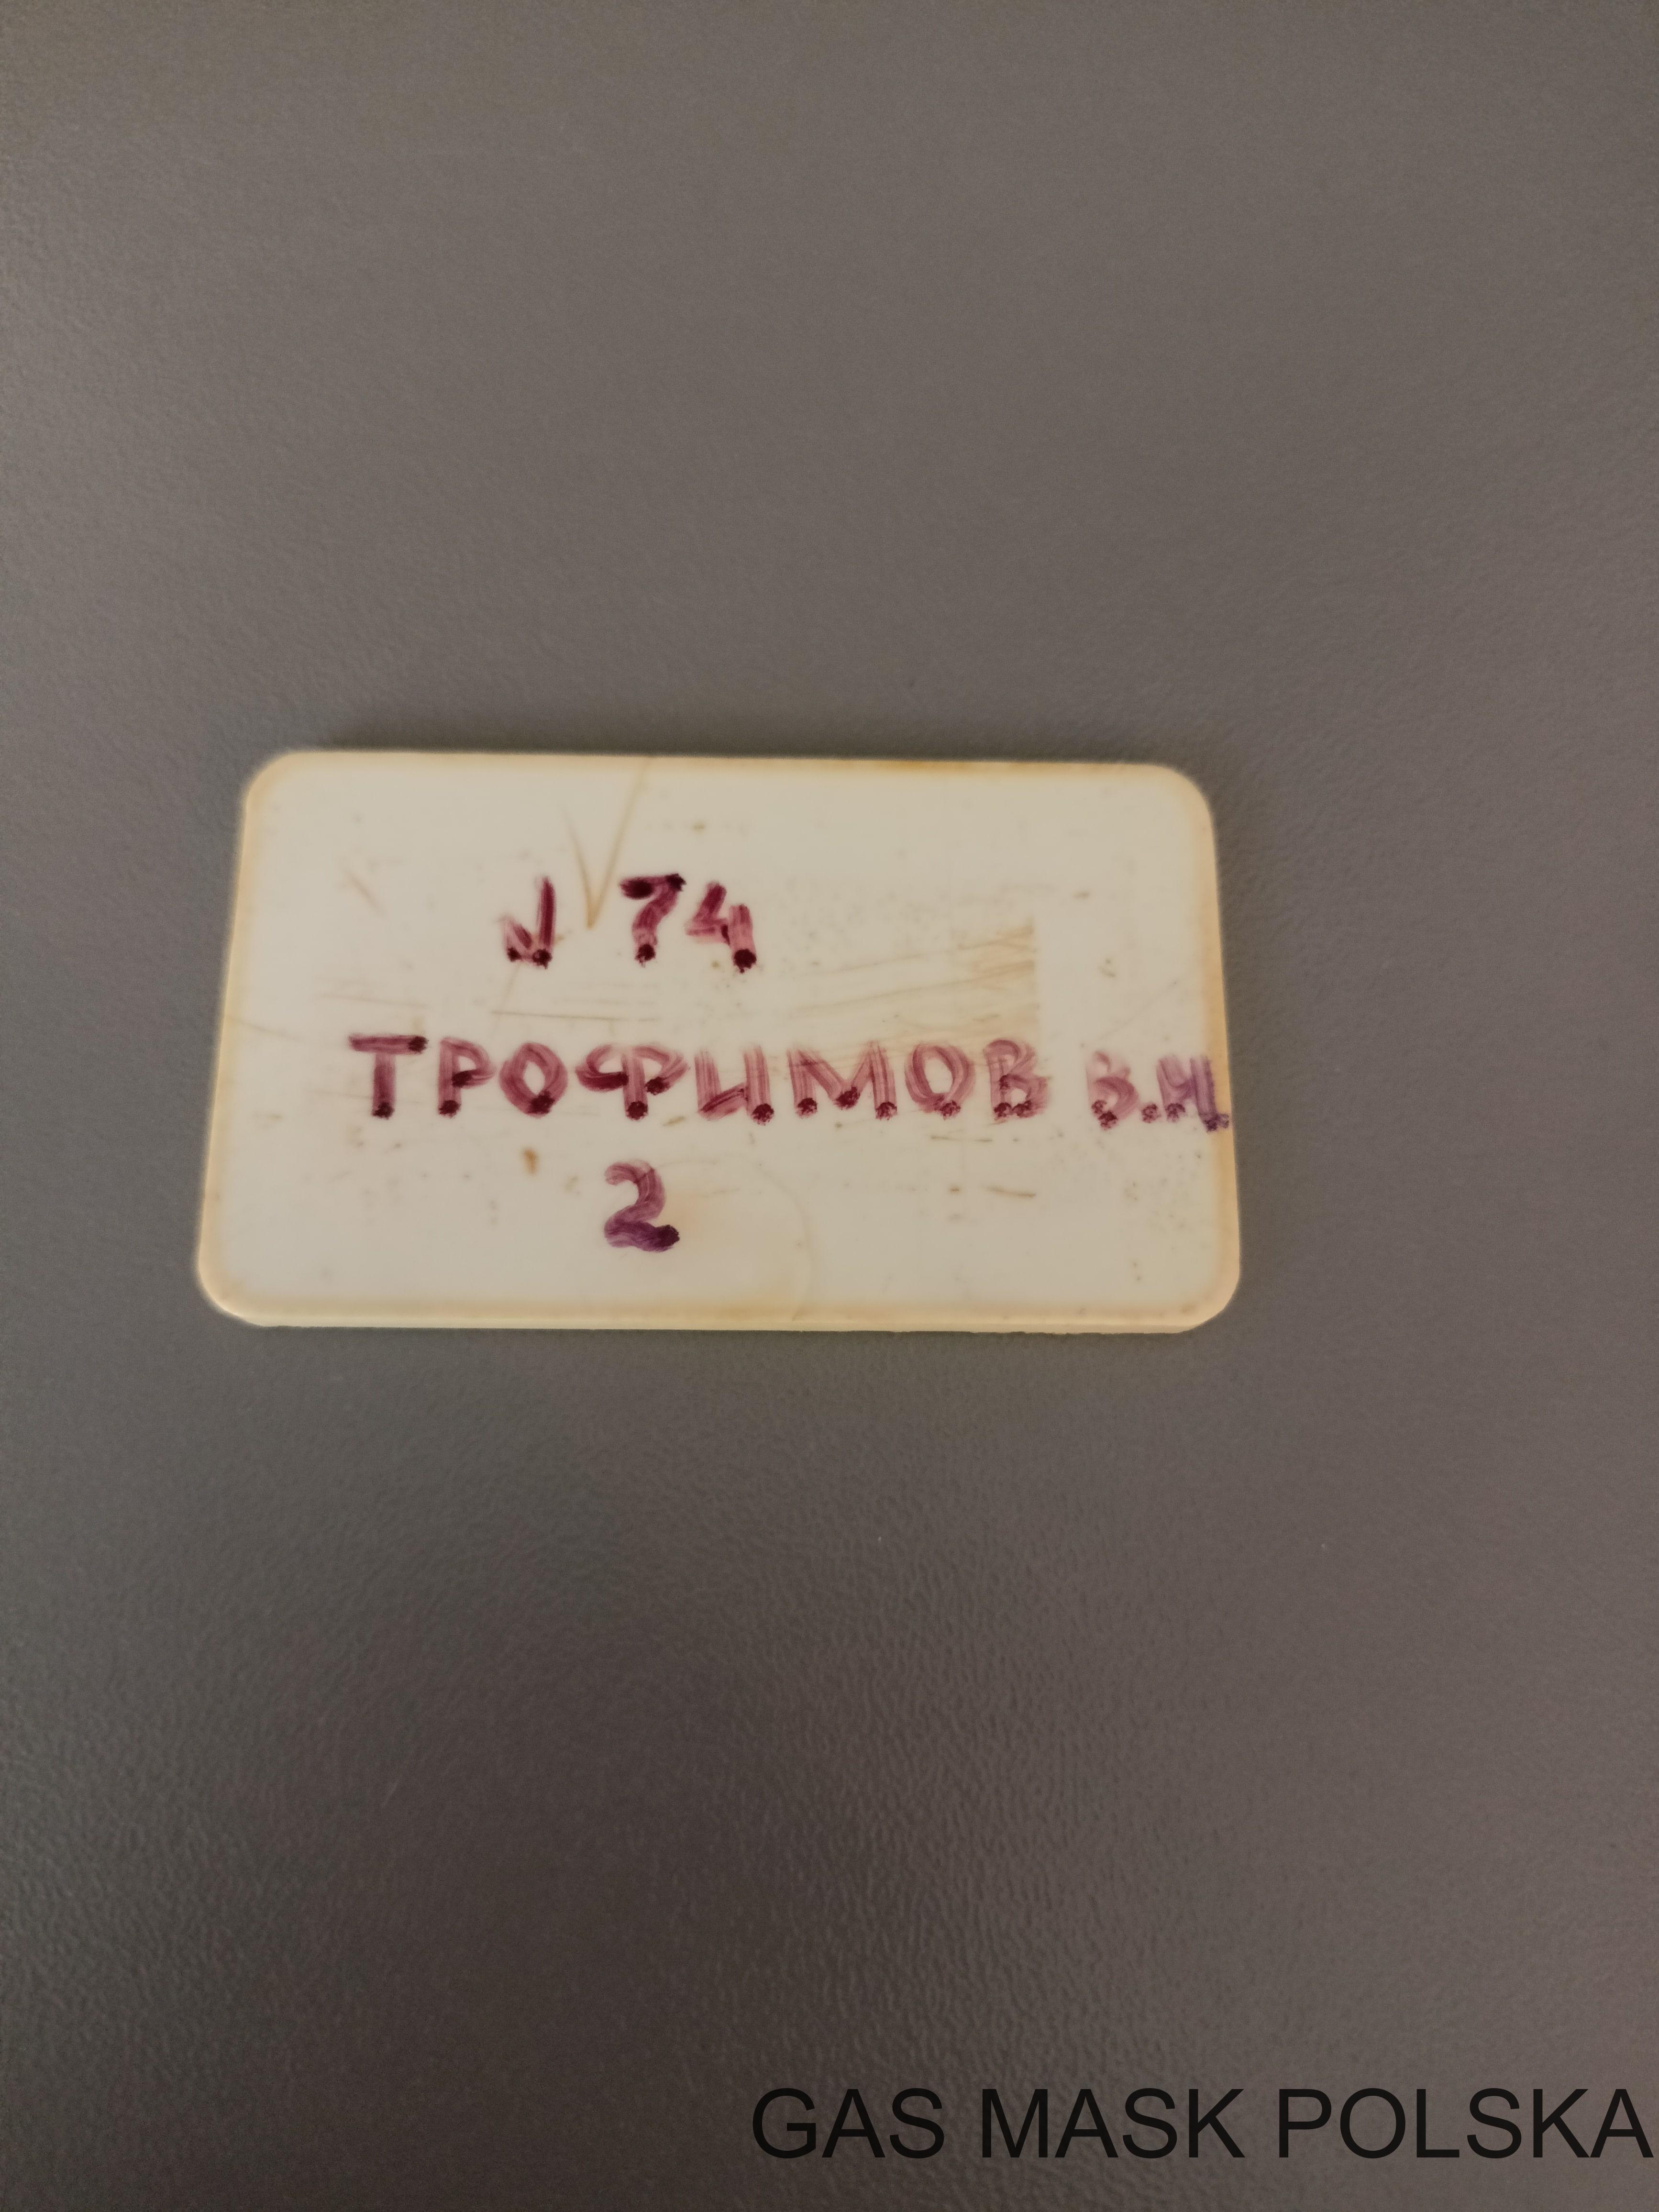 № 74
ТРОФИМОВ В.И.
2
GAS MASK POLSKA